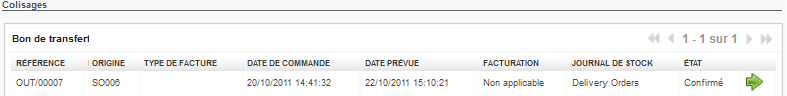 Colisages
Bon de transfert
1 - 1 sur 1
RÉFÉRENCE ORIGINE TYPE DE FACTURE DATE DE COMMANDE DATE PRÉVUE FACTURATION JOURNAL DE STOCK ÉTAT
OUT/00007 SO006 20/10/2011 14:41:32 22/10/2011 15:10:21 Non applicable Delivery Orders Confirmé